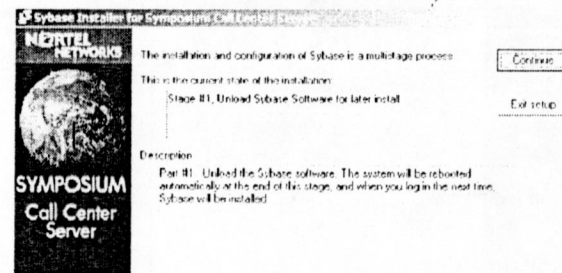 Sybase Installer for Symposium Call Center Server
NORTEL
NETWORKS
The installation and configuration of Sybase is a multistage process
Continue
This is the current state of the installation:
Stage #1, Unload Sybase Software for later install
Exit setup
Description
Part #1. Unload the Sybase software. The system will be rebooted
automatically at the end of this stage, and when you log in the next time,
Sybase will be installed
SYMPOSIUM
Call Center
Server